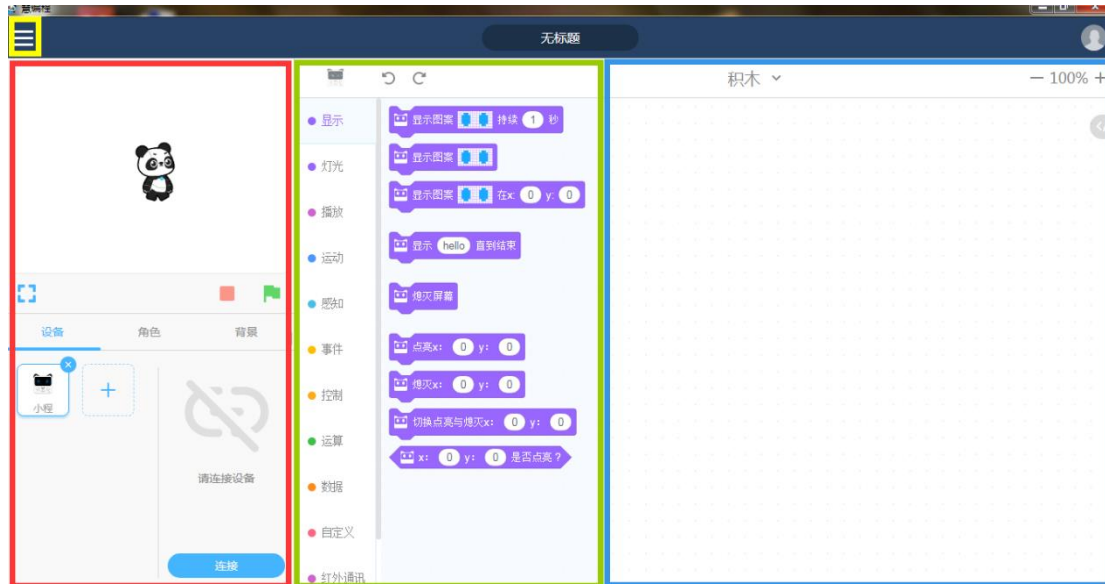 慧编程
无标题
积木
100%
显示
灯光
播放
运动
感知
事件
控制
运算
数据
自定义
红外通讯
显示图案 持续 1 秒
显示图案
显示图案 在x: 0 y: 0
显示 hello 直到结束
熄灭屏幕
点亮x: 0 y: 0
熄灭x: 0 y: 0
切换点亮与熄灭x: 0 y: 0
x: 0 y: 0 是否点亮？
设备 角色 背景
小程
请连接设备
连接